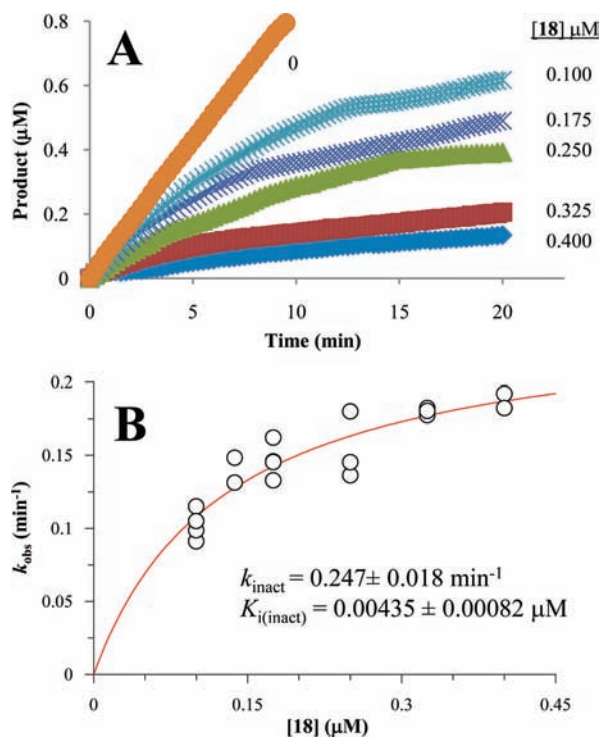 A
[18] μM
0.8
0.6
0.4
0.2
0
Product (μM)
0
0.100
0.175
0.250
0.325
0.400
0 5 10 15 20
Time (min)
B
0.2
0.15
0.1
0.05
0
kobs (min-1)
kinact = 0.247± 0.018 min-1
Ki(inact) = 0.00435 ± 0.00082 μM
0 0.15 0.3 0.45
[18] (μM)